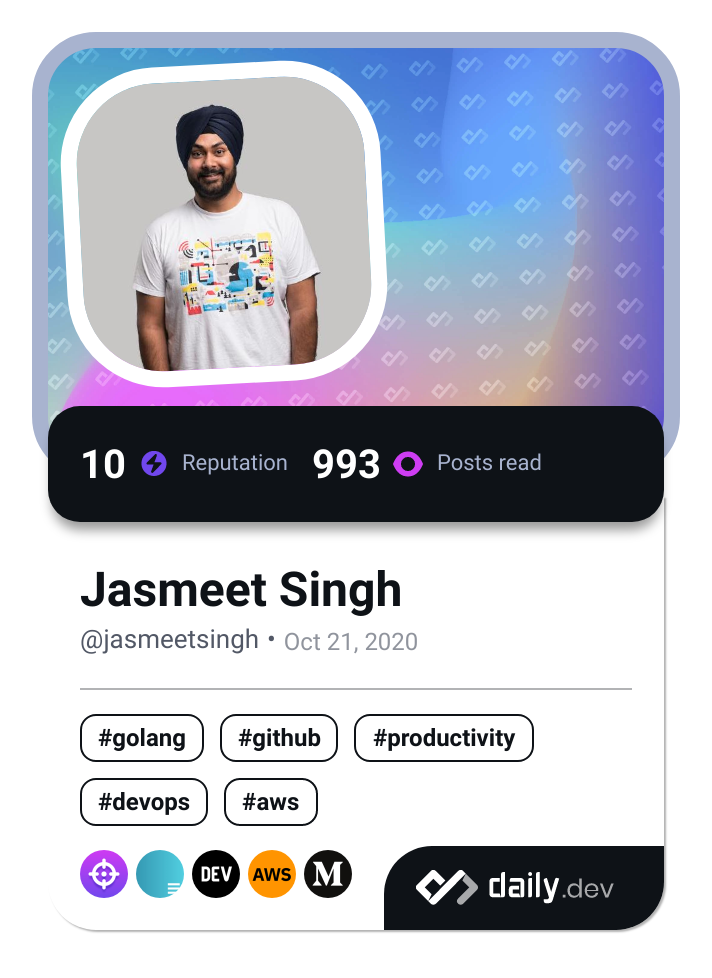 10 Reputation 993 Posts read
Jasmeet Singh
@jasmeetsingh • Oct 21, 2020
#golang #github #productivity
#devops #aws
DEV AWS M daily.dev